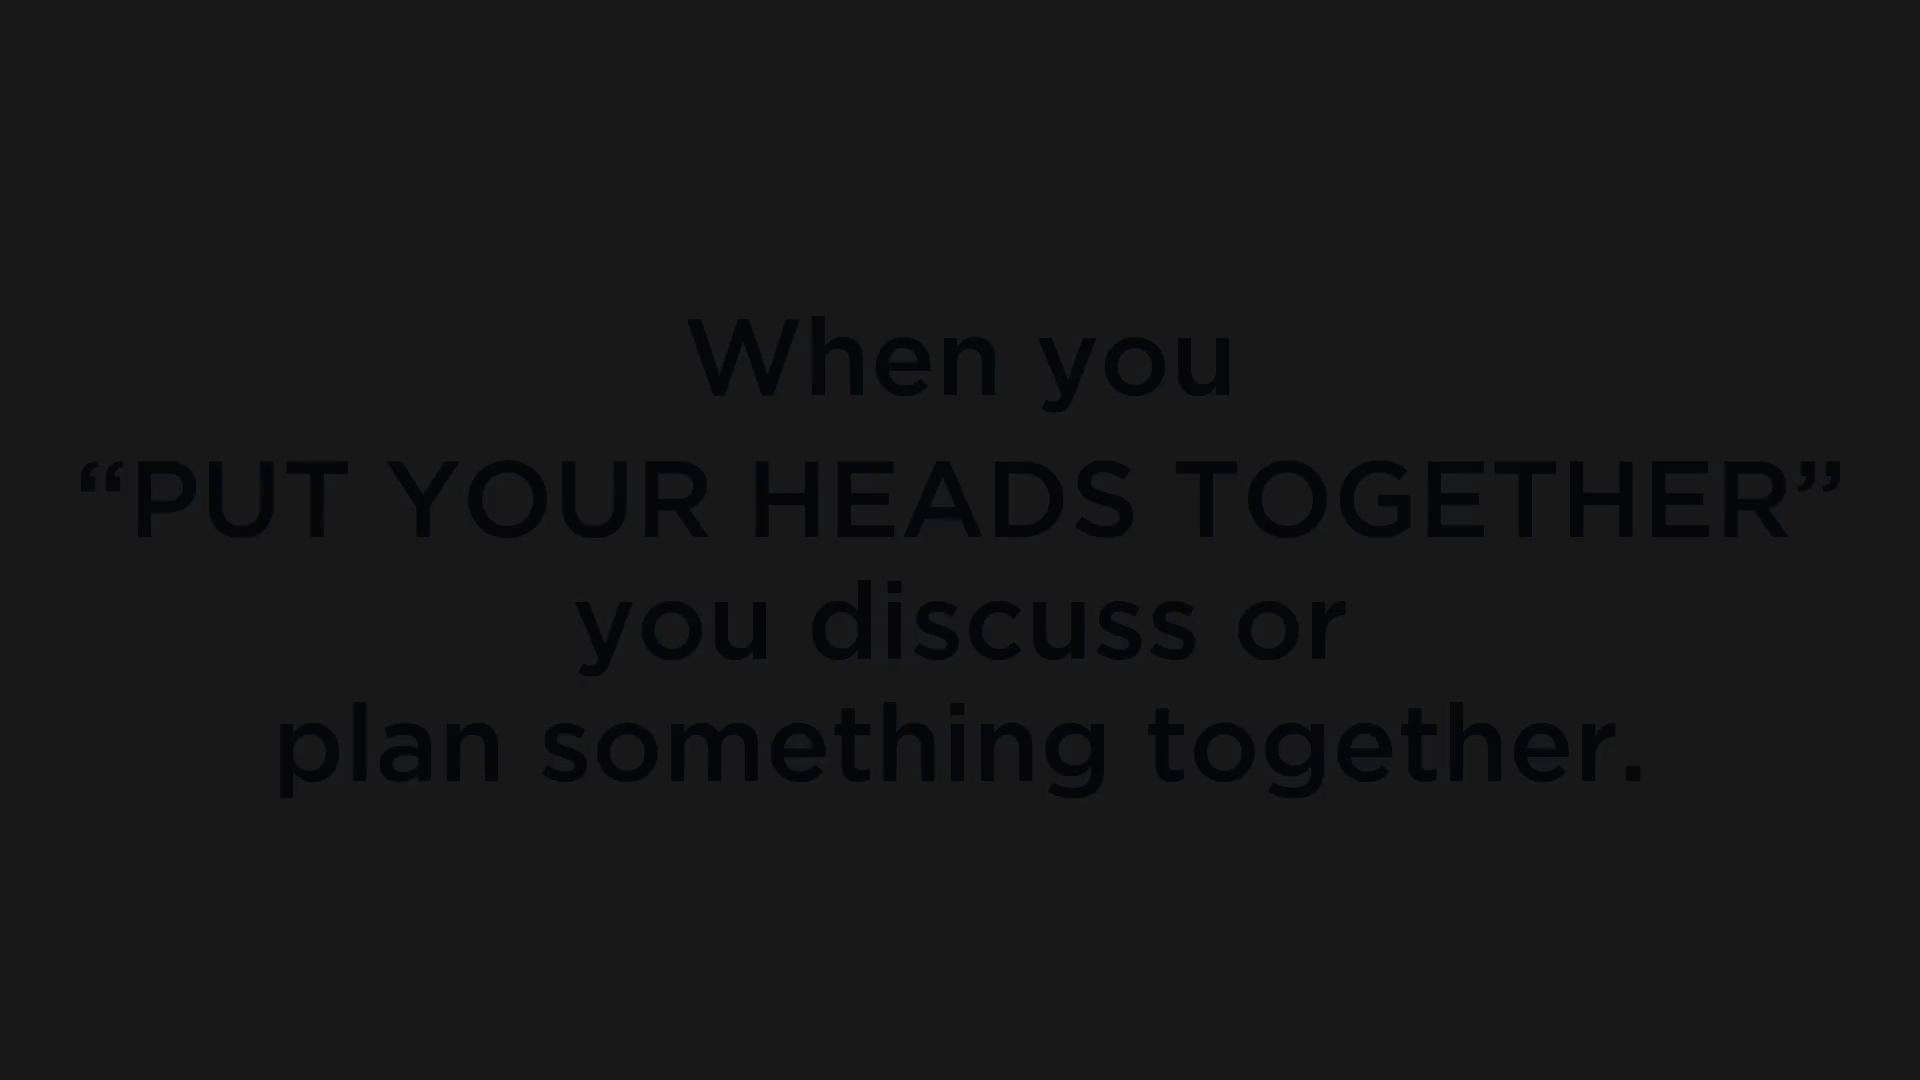 When you
“PUT YOUR HEADS TOGETHER”
you discuss or
plan something together.